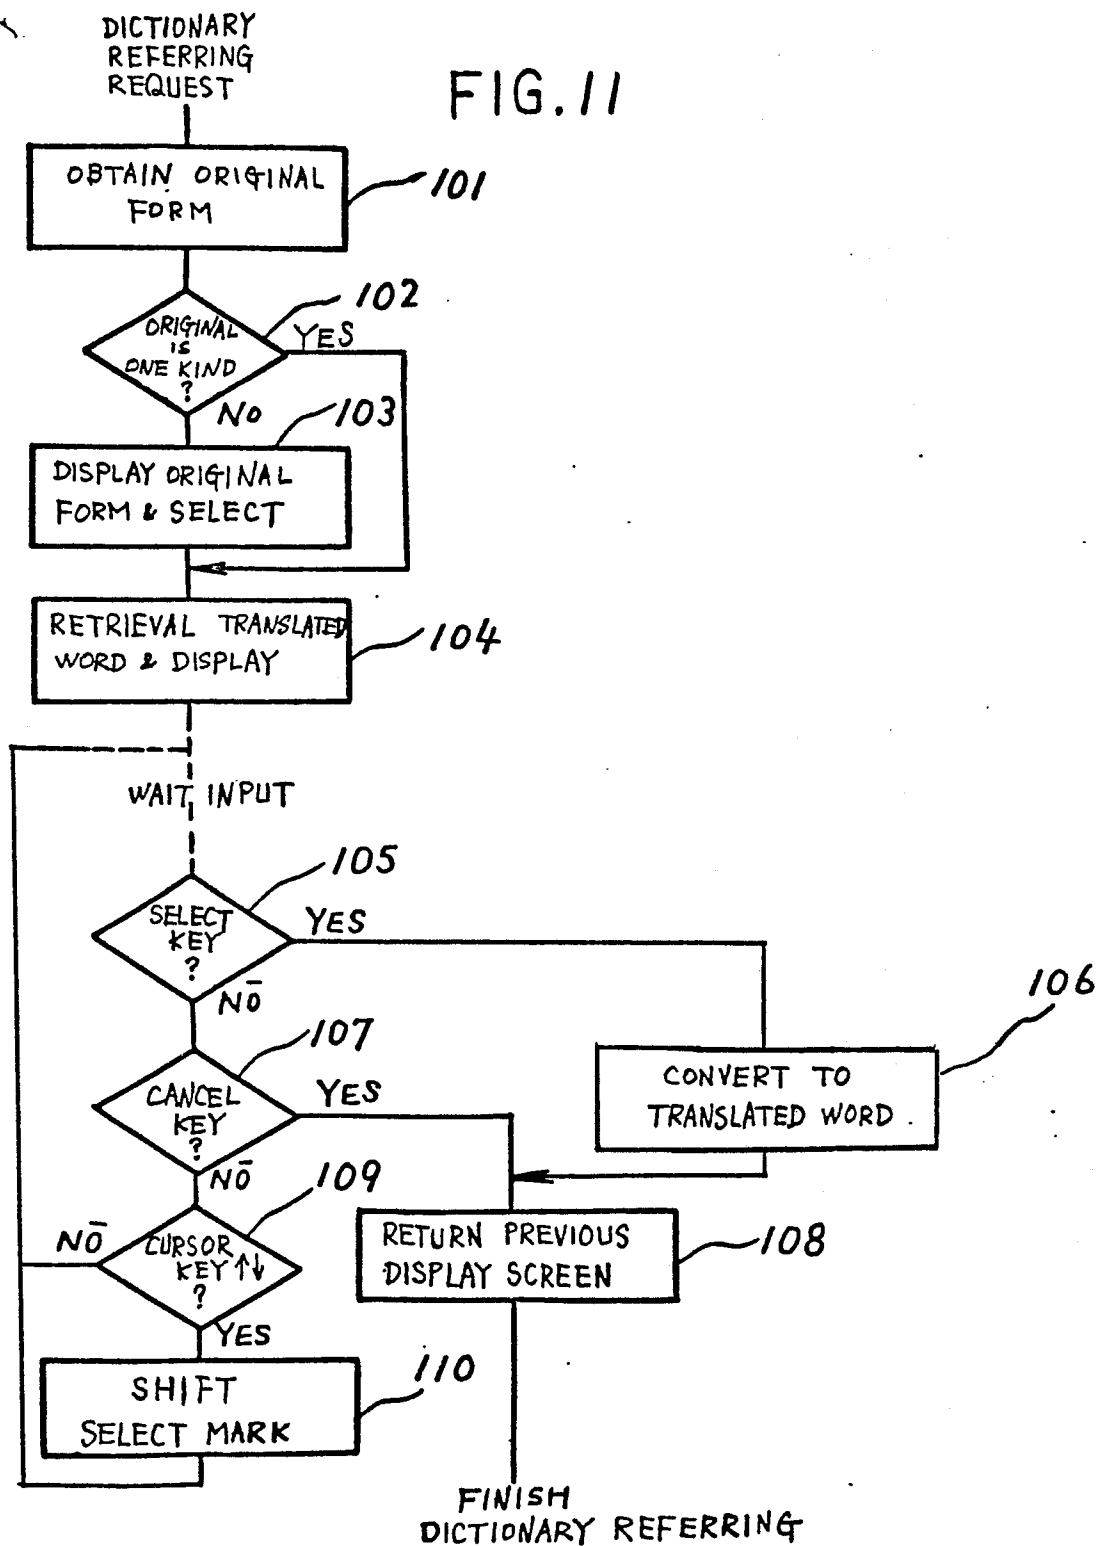 DICTIONARY
REFERRING
REQUEST
FIG. 11
OBTAIN ORIGINAL
FORM
101
102
ORIGINAL
IS
ONE KIND
?
YES
NO
103
DISPLAY ORIGINAL
FORM & SELECT
RETRIEVAL TRANSLATED
WORD & DISPLAY
104
WAIT INPUT
105
SELECT
KEY
?
YES
NO
106
CONVERT TO
TRANSLATED WORD
107
CANCEL
KEY
?
YES
NO
109
NO
CURSOR
KEY ↑↓
?
YES
RETURN PREVIOUS
DISPLAY SCREEN
108
110
SHIFT
SELECT MARK
FINISH
DICTIONARY REFERRING